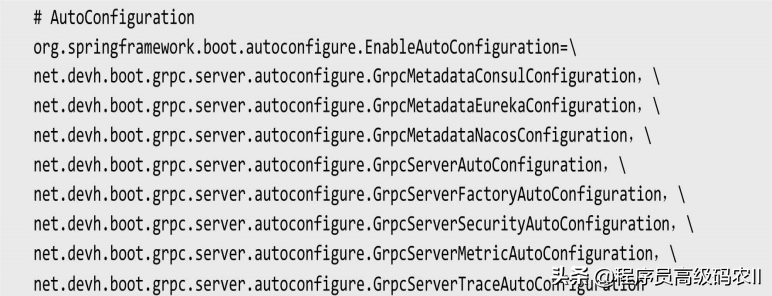 # AutoConfiguration
org.springframework.boot.autoconfigure.EnableAutoConfiguration=\
net.devh.boot.grpc.server.autoconfigure.GrpcMetadataConsulConfiguration，\
net.devh.boot.grpc.server.autoconfigure.GrpcMetadataEurekaConfiguration，\
net.devh.boot.grpc.server.autoconfigure.GrpcMetadataNacosConfiguration，\
net.devh.boot.grpc.server.autoconfigure.GrpcServerAutoConfiguration，\
net.devh.boot.grpc.server.autoconfigure.GrpcServerFactoryAutoConfiguration，\
net.devh.boot.grpc.server.autoconfigure.GrpcServerSecurityAutoConfiguration，\
net.devh.boot.grpc.server.autoconfigure.GrpcServerMetricAutoConfiguration，\
net.devh.boot.grpc.server.autoconfigure.GrpcServerTraceAutoConfiguration
头条 @程序员高级码农II